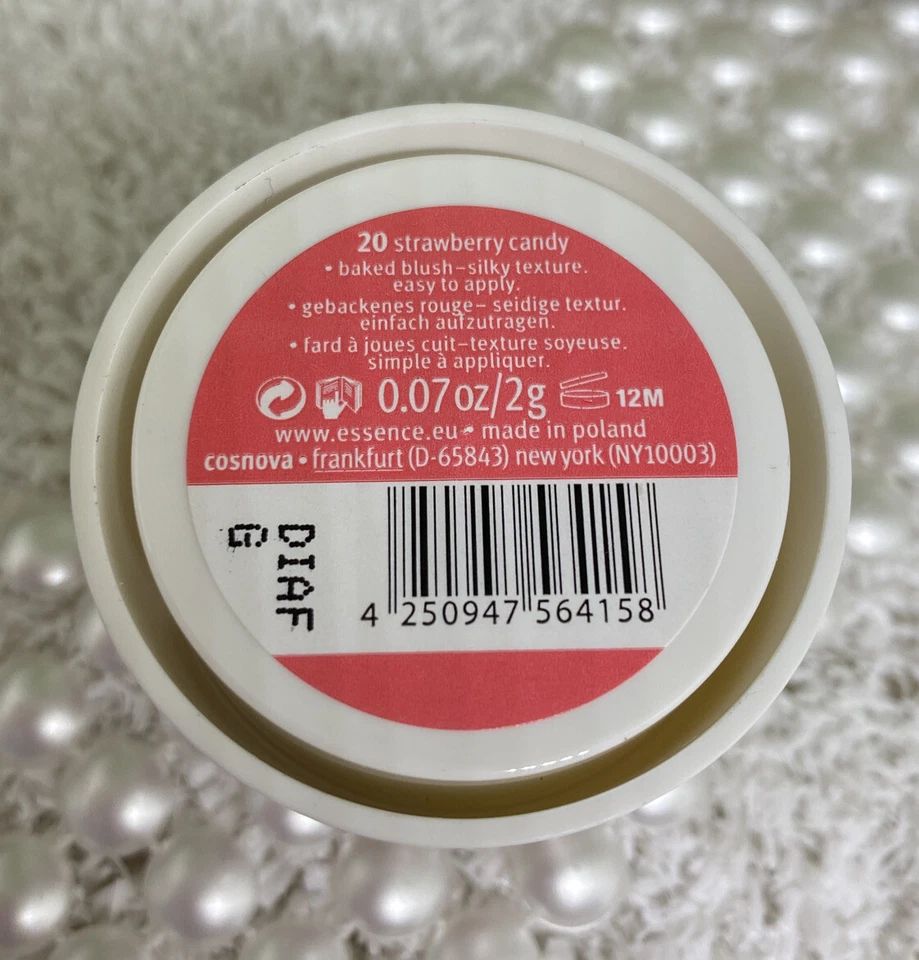 20 strawberry candy
• baked blush–silky texture.
easy to apply.
• gebackenes rouge– seidige textur.
einfach aufzutragen.
• fard à joues cuit–texture soyeuse.
simple à appliquer.
0.07oz/2g 12M
www.essence.eu • made in poland
cosnova • frankfurt (D-65843) new york (NY10003)
DIAF
G
4 250947 564158